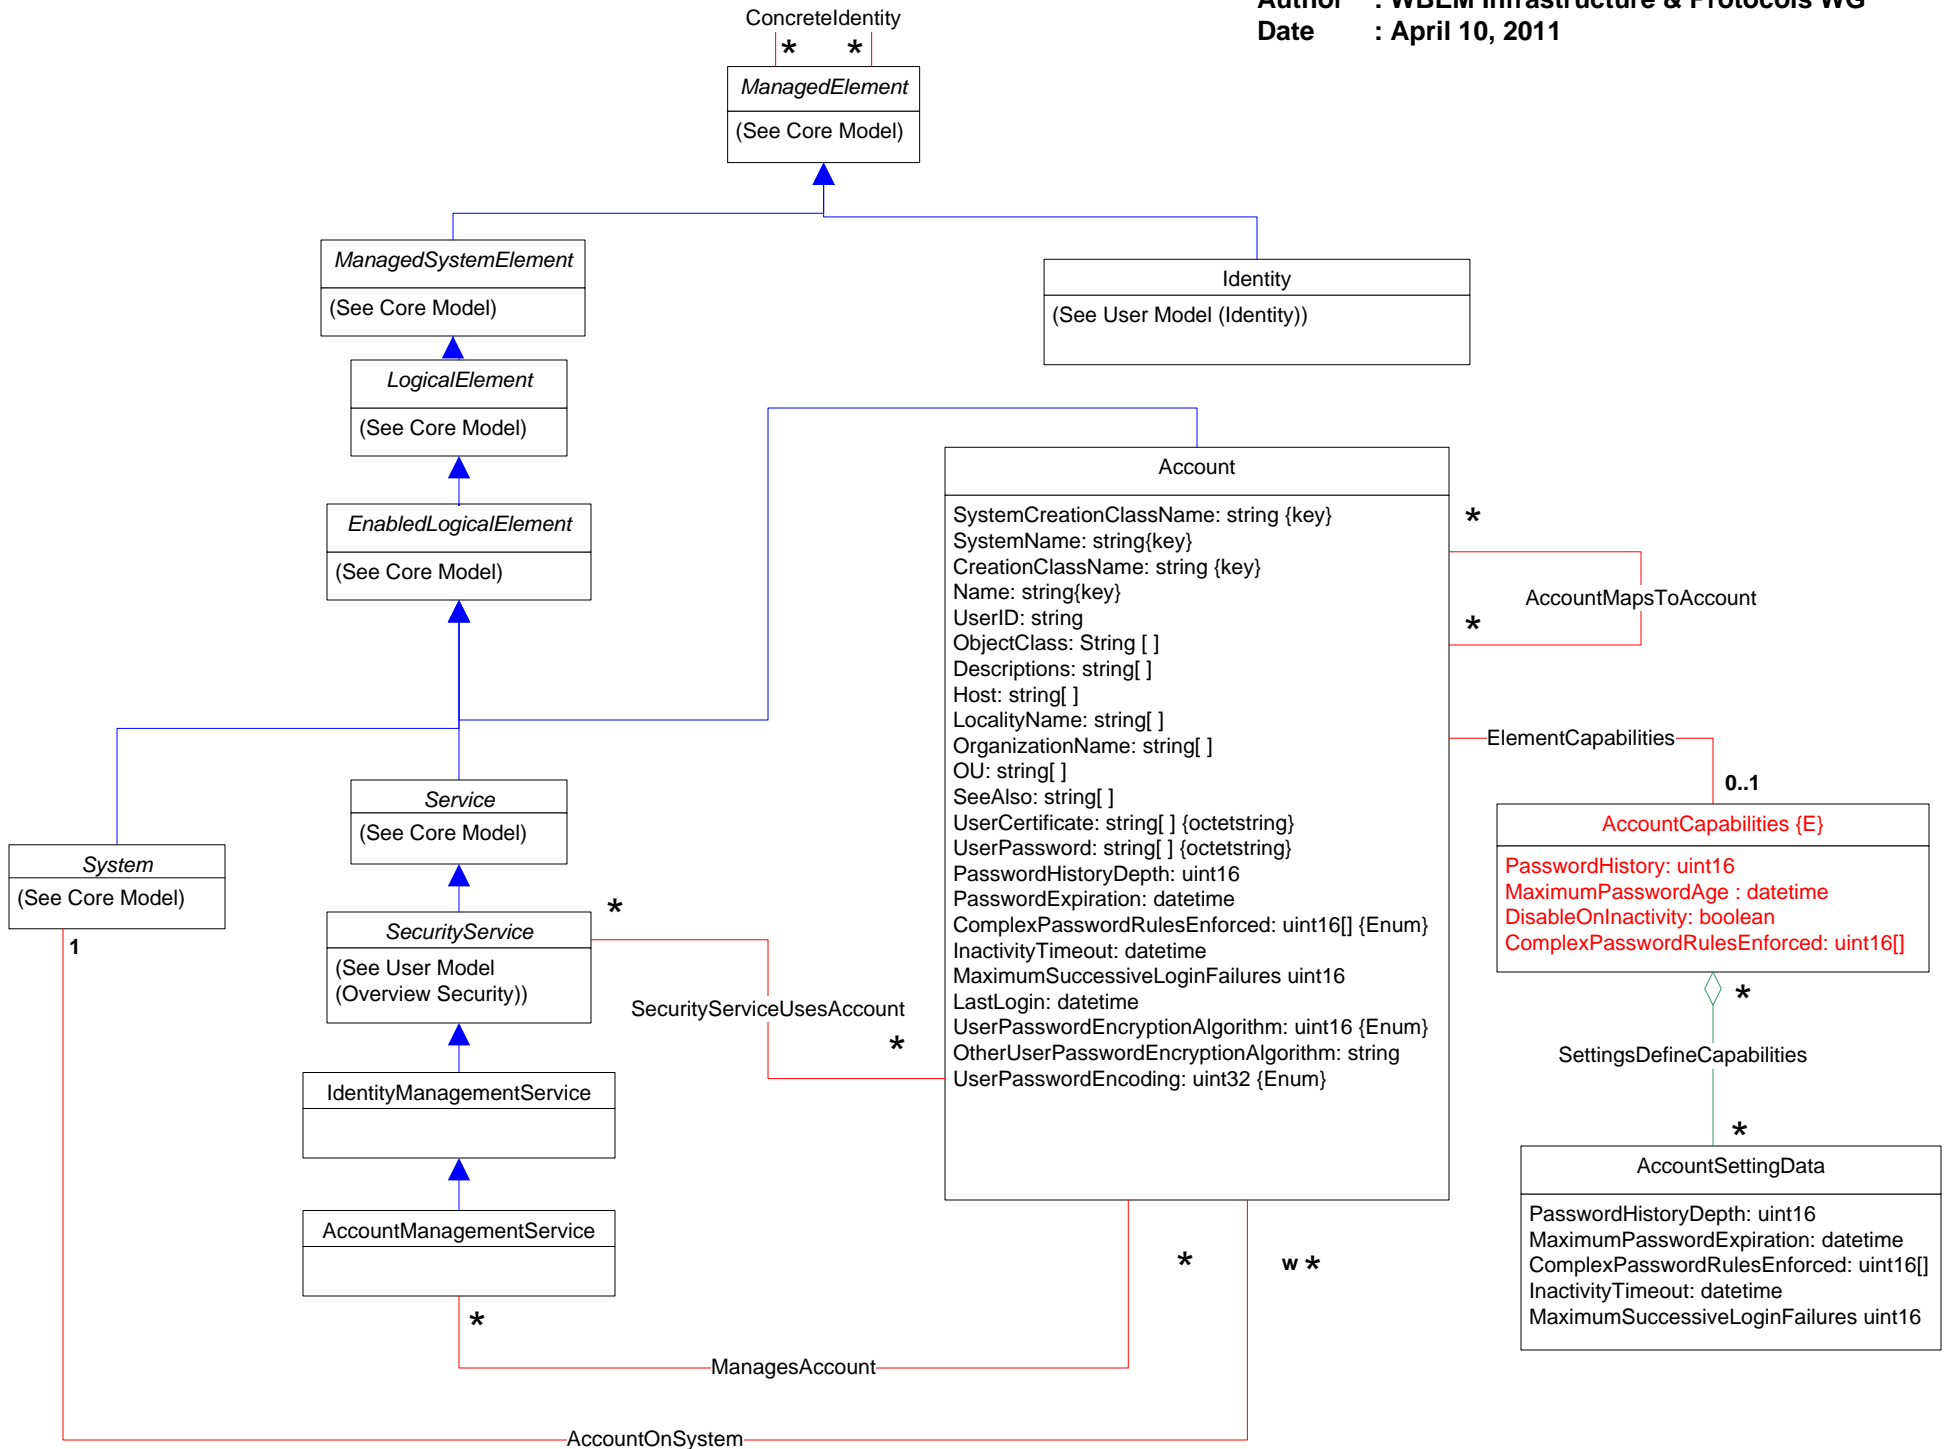 Author : WBEM Infrastructure & Protocols WG
Date : April 10, 2011
ConcreteIdentity
* *
ManagedElement
(See Core Model)
ManagedSystemElement
(See Core Model)
Identity
(See User Model (Identity))
LogicalElement
(See Core Model)
EnabledLogicalElement
(See Core Model)
Account
SystemCreationClassName: string {key}
SystemName: string{key}
CreationClassName: string {key}
Name: string{key}
UserID: string
ObjectClass: String [ ]
Descriptions: string[ ]
Host: string[ ]
LocalityName: string[ ]
OrganizationName: string[ ]
OU: string[ ]
SeeAlso: string[ ]
UserCertificate: string[ ] {octetstring}
UserPassword: string[ ] {octetstring}
PasswordHistoryDepth: uint16
PasswordExpiration: datetime
ComplexPasswordRulesEnforced: uint16[] {Enum}
InactivityTimeout: datetime
MaximumSuccessiveLoginFailures uint16
LastLogin: datetime
UserPasswordEncryptionAlgorithm: uint16 {Enum}
OtherUserPasswordEncryptionAlgorithm: string
UserPasswordEncoding: uint32 {Enum}
*
AccountMapsToAccount
*
ElementCapabilities
0..1
AccountCapabilities {E}
PasswordHistory: uint16
MaximumPasswordAge : datetime
DisableOnInactivity: boolean
ComplexPasswordRulesEnforced: uint16[]
*
SettingsDefineCapabilities
*
AccountSettingData
PasswordHistoryDepth: uint16
MaximumPasswordExpiration: datetime
ComplexPasswordRulesEnforced: uint16[]
InactivityTimeout: datetime
MaximumSuccessiveLoginFailures uint16
Service
(See Core Model)
System
(See Core Model)
1
SecurityService
(See User Model
(Overview Security))
*
SecurityServiceUsesAccount
*
IdentityManagementService
AccountManagementService
*
* w *
ManagesAccount
AccountOnSystem